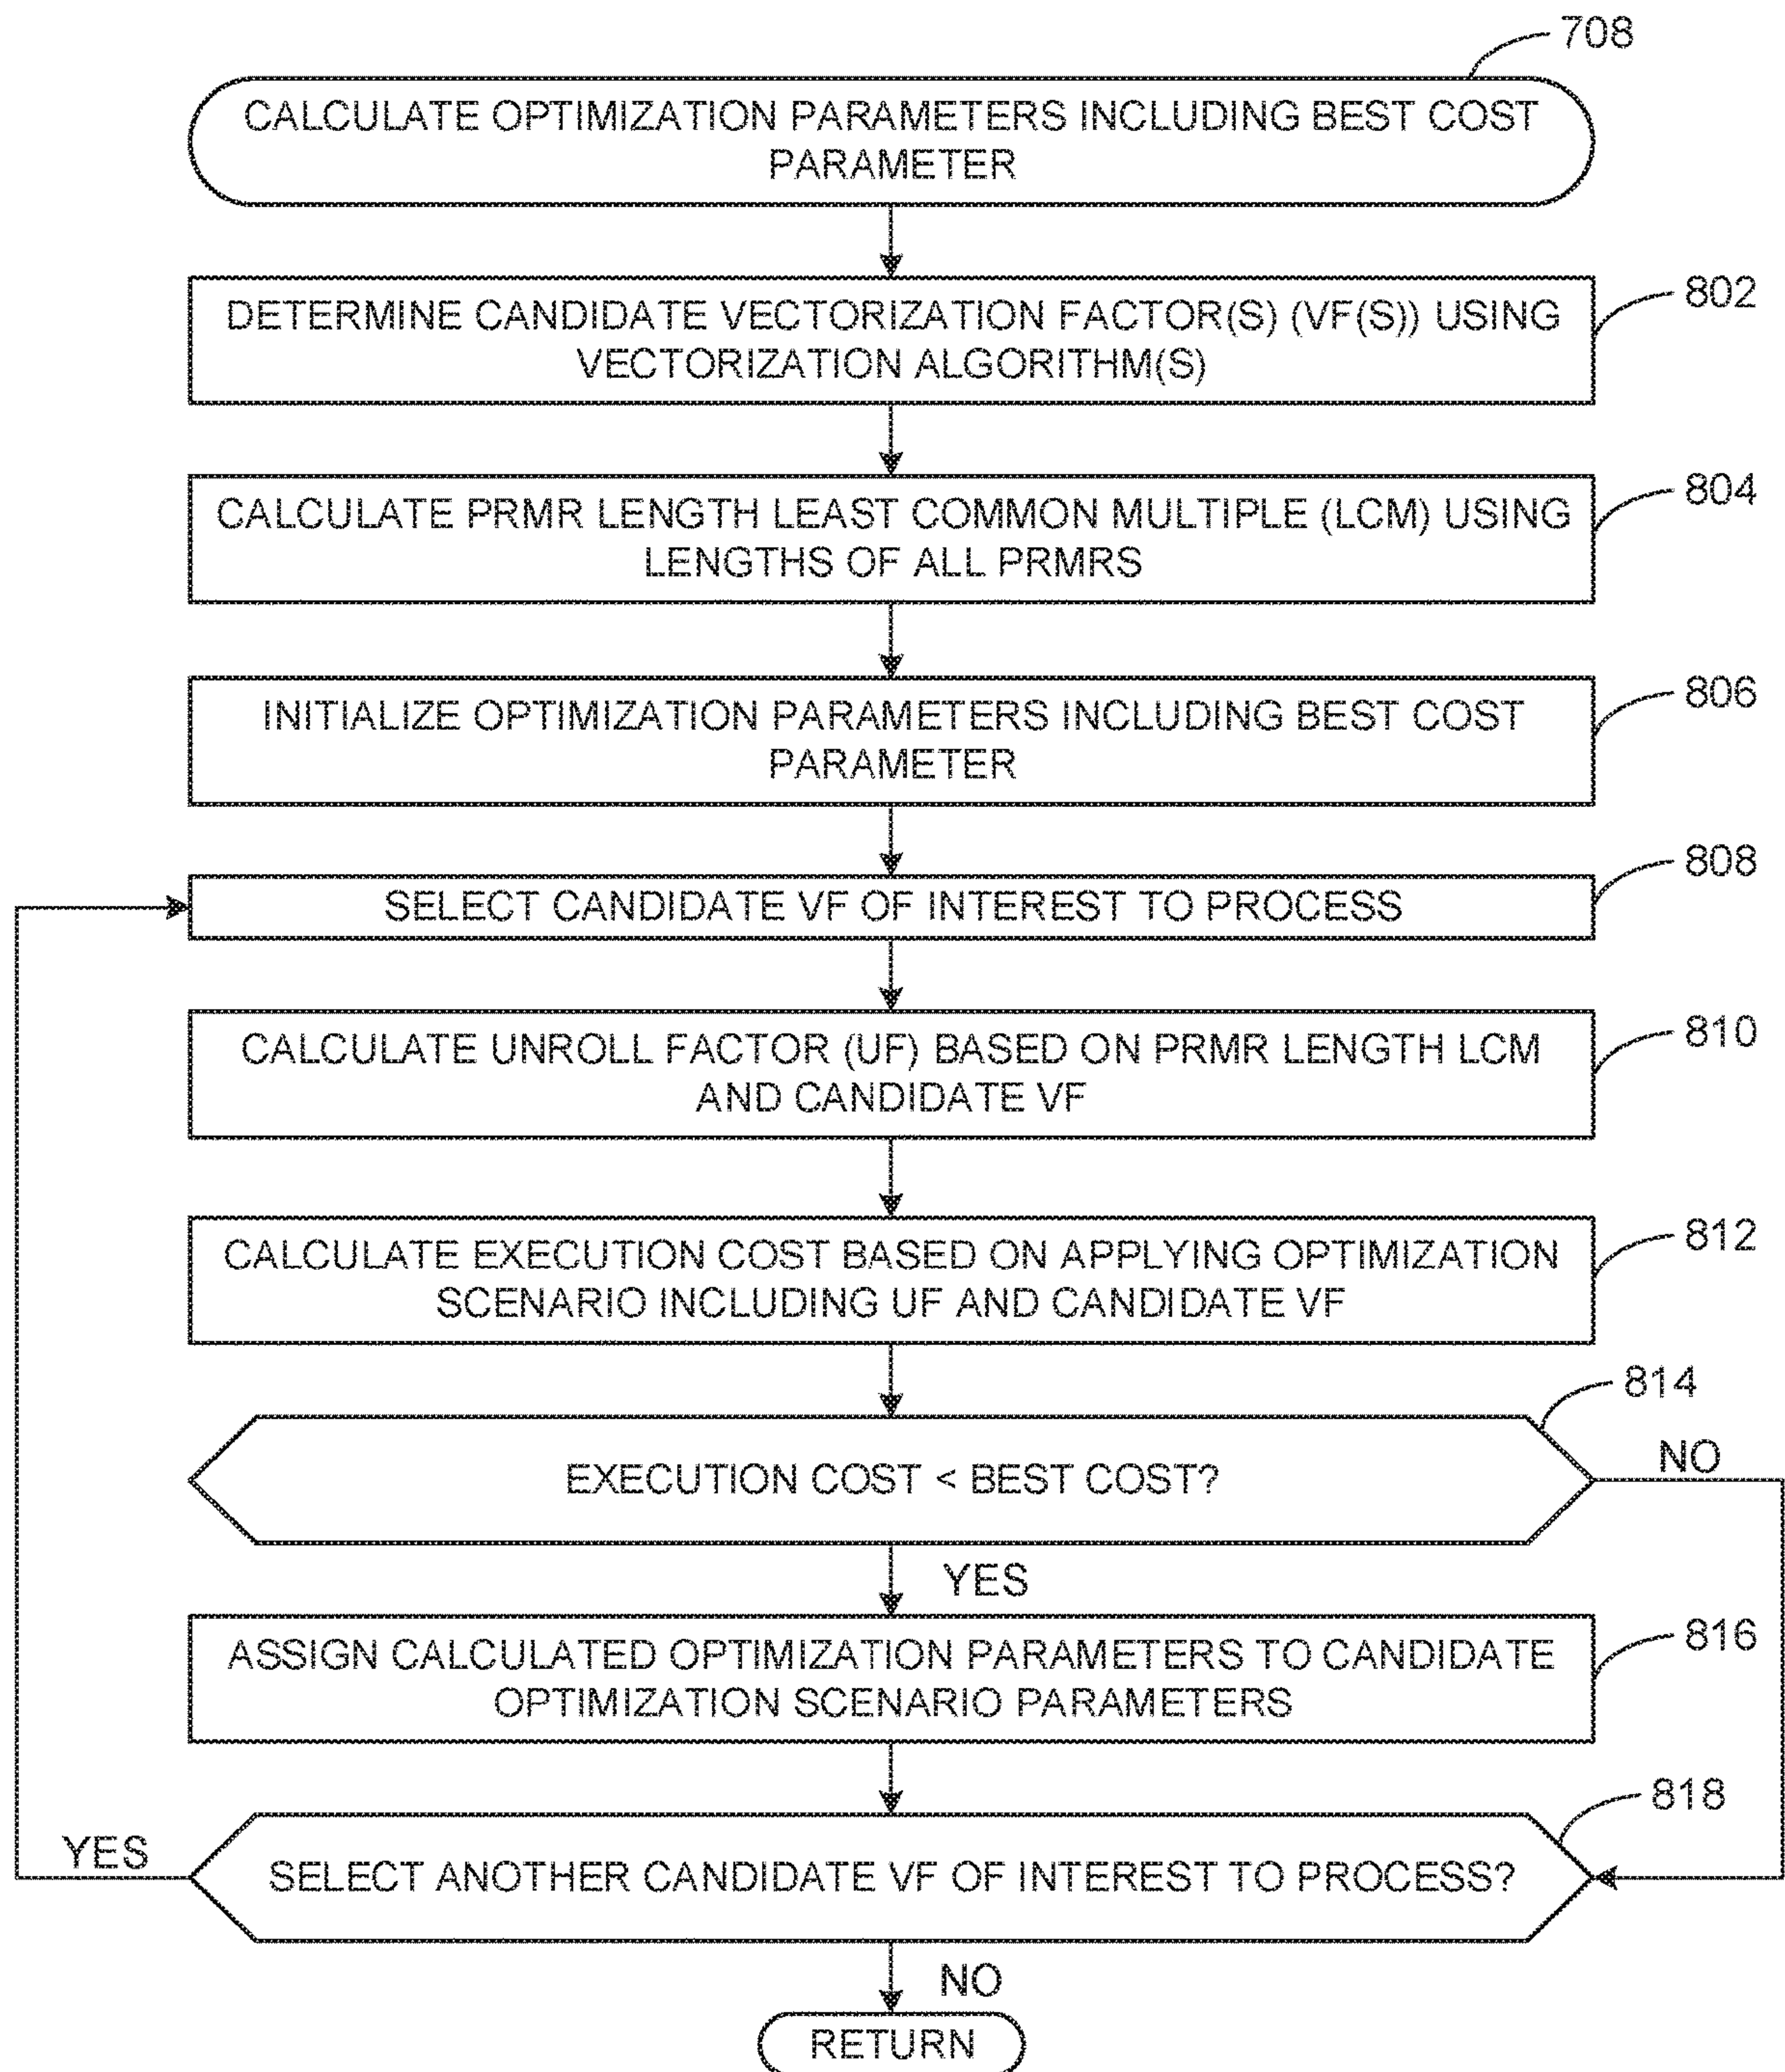 708
CALCULATE OPTIMIZATION PARAMETERS INCLUDING BEST COST
PARAMETER
802
DETERMINE CANDIDATE VECTORIZATION FACTOR(S) (VF(S)) USING
VECTORIZATION ALGORITHM(S)
804
CALCULATE PRMR LENGTH LEAST COMMON MULTIPLE (LCM) USING
LENGTHS OF ALL PRMRS
806
INITIALIZE OPTIMIZATION PARAMETERS INCLUDING BEST COST
PARAMETER
808
SELECT CANDIDATE VF OF INTEREST TO PROCESS
810
CALCULATE UNROLL FACTOR (UF) BASED ON PRMR LENGTH LCM
AND CANDIDATE VF
812
CALCULATE EXECUTION COST BASED ON APPLYING OPTIMIZATION
SCENARIO INCLUDING UF AND CANDIDATE VF
814
EXECUTION COST < BEST COST?
NO
YES
816
ASSIGN CALCULATED OPTIMIZATION PARAMETERS TO CANDIDATE
OPTIMIZATION SCENARIO PARAMETERS
818
YES
SELECT ANOTHER CANDIDATE VF OF INTEREST TO PROCESS?
NO
RETURN